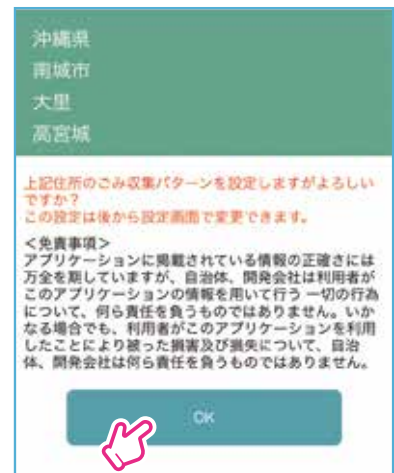 沖縄県
南城市
大里
高宮城
上記住所のごみ収集パターンを設定しますがよろしい
ですか？
この設定は後から設定画面で変更できます。
＜免責事項＞
アプリケーションに掲載されている情報の正確さには
万全を期していますが、自治体、開発会社は利用者が
このアプリケーションの情報を用いて行う 一切の行為
について、何ら責任を負うものではありません。いか
なる場合でも、利用者がこのアプリケーションを利用
したことにより被った損害及び損失について、自治
体、開発会社は何ら責任を負うものではありません。
OK